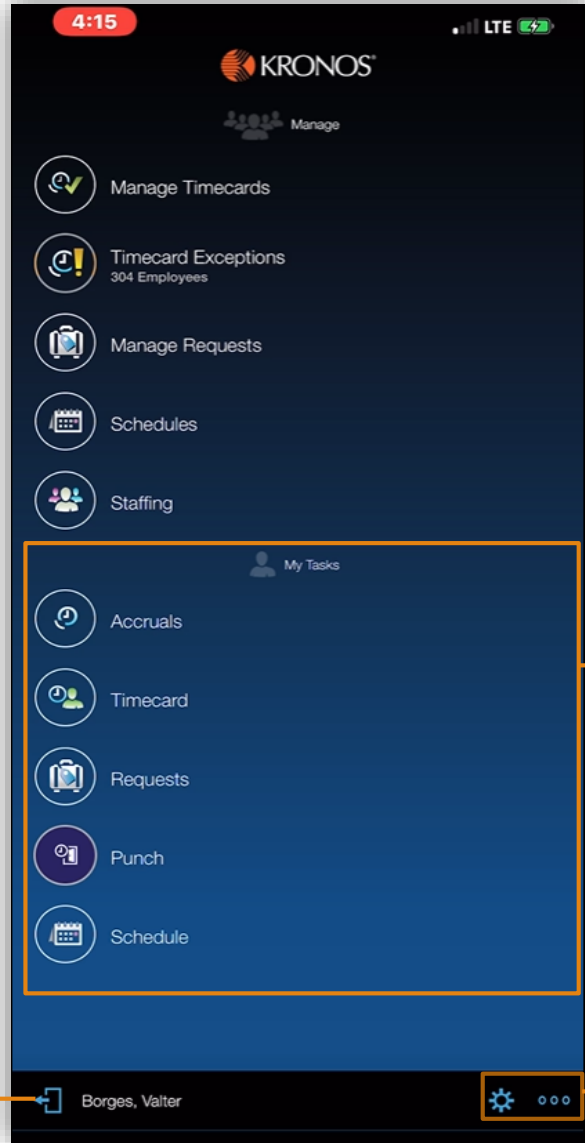 4:15
LTE
KRONOS®
Manage
Manage Timecards
Timecard Exceptions
304 Employees
Manage Requests
Schedules
Staffing
My Tasks
Accruals
Timecard
Requests
Punch
Schedule
Borges, Valter